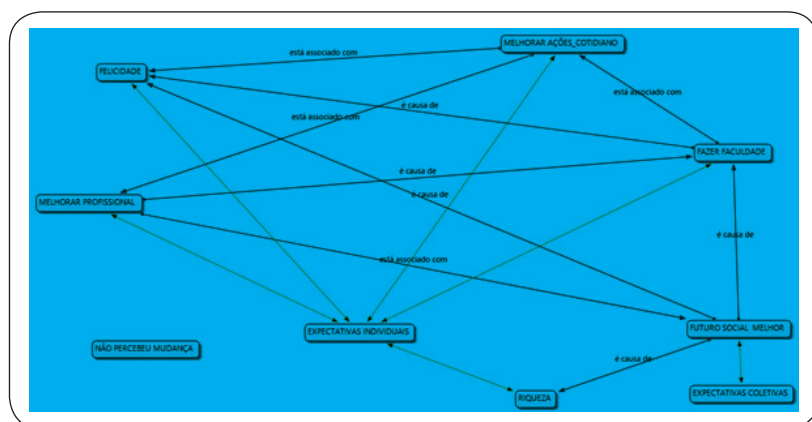 MELHORAR AÇÕES_COTIDIANO
está associado com
FELICIDADE
está associado com
é causa de
está associado com
FAZER FACULDADE
é causa de
MELHORAR PROFISSIONAL
é causa de
é causa de
está associado com
EXPECTATIVAS INDIVIDUAIS
FUTURO SOCIAL MELHOR
NÃO PERCEBEU MUDANÇA
é causa de
RIQUEZA
EXPECTATIVAS COLETIVAS